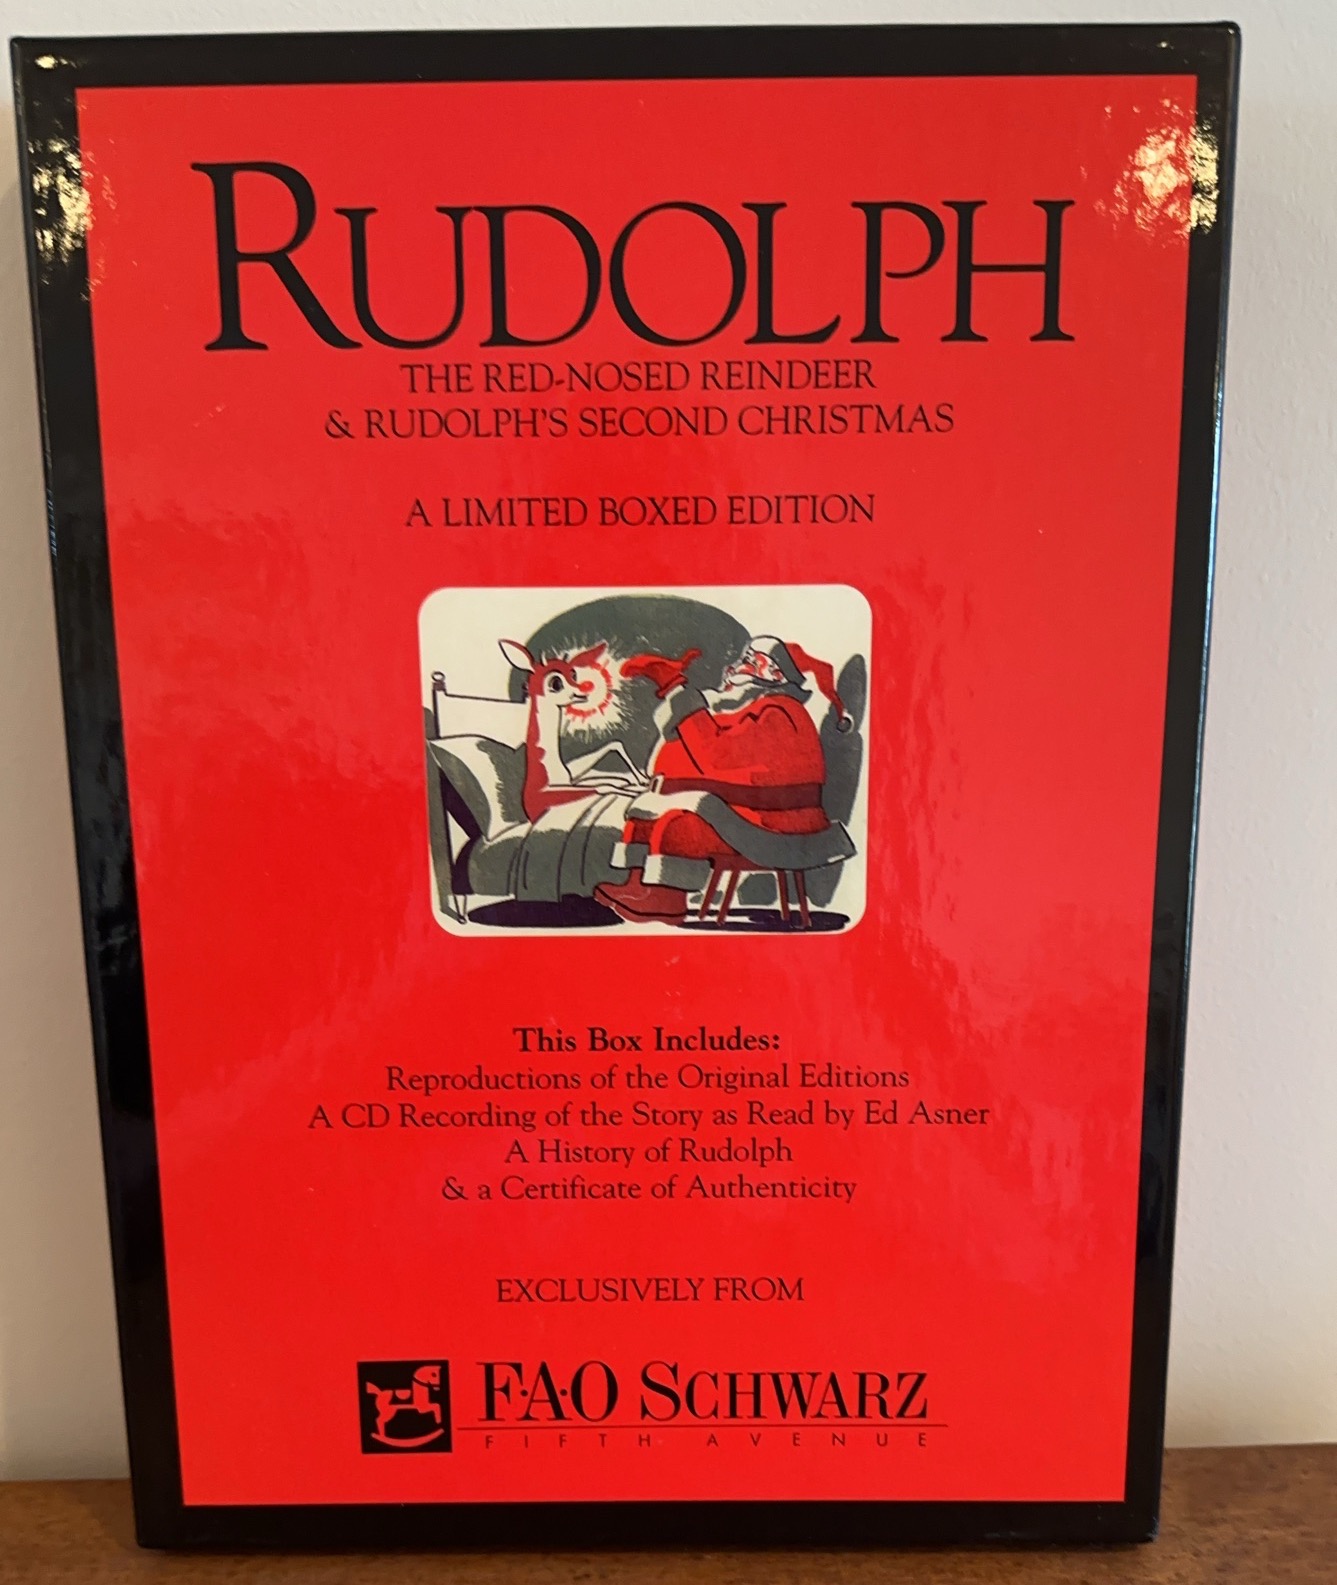 RUDOLPH
THE RED-NOSED REINDEER
& RUDOLPH'S SECOND CHRISTMAS
A LIMITED BOXED EDITION
This Box Includes:
Reproductions of the Original Editions
A CD Recording of the Story as Read by Ed Asner
A History of Rudolph
& a Certificate of Authenticity
EXCLUSIVELY FROM
F·A·O SCHWARZ
FIFTH AVENUE